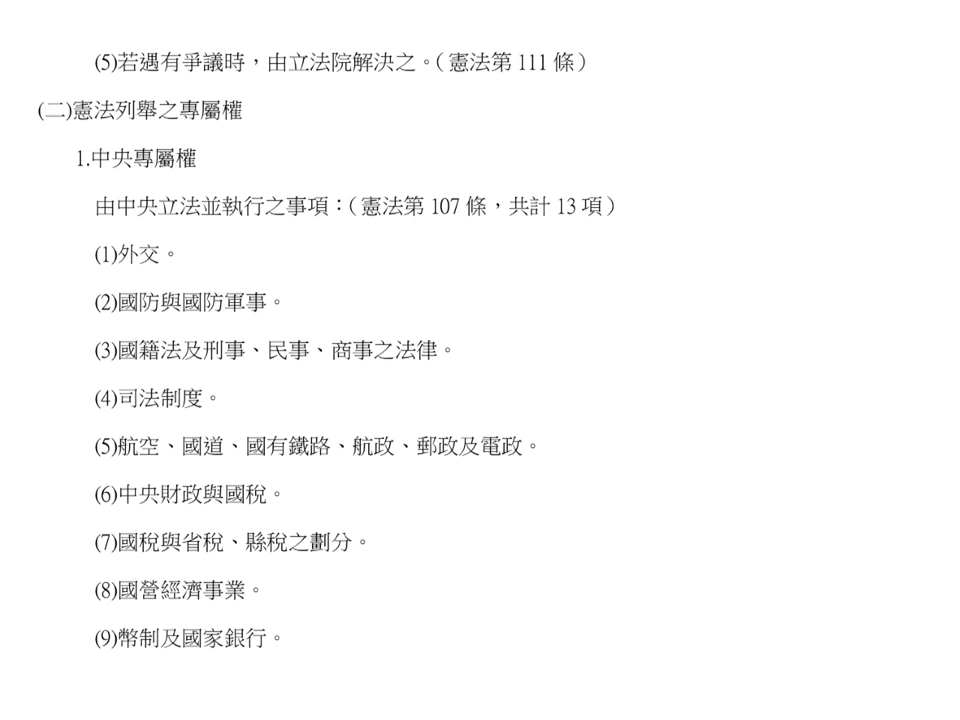 (5)若遇有爭議時，由立法院解決之。（憲法第 111 條）
(二)憲法列舉之專屬權
1.中央專屬權
由中央立法並執行之事項：（憲法第 107 條，共計 13 項）
(1)外交。
(2)國防與國防軍事。
(3)國籍法及刑事、民事、商事之法律。
(4)司法制度。
(5)航空、國道、國有鐵路、航政、郵政及電政。
(6)中央財政與國稅。
(7)國稅與省稅、縣稅之劃分。
(8)國營經濟事業。
(9)幣制及國家銀行。